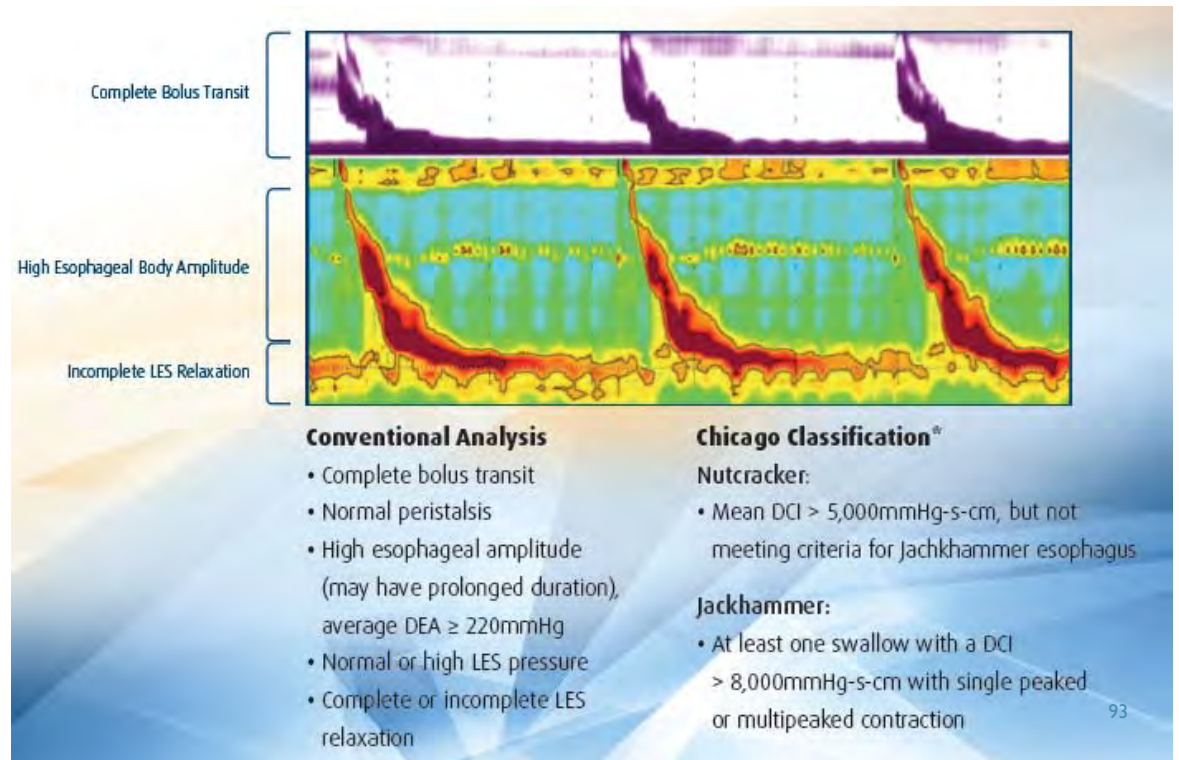 Complete Bolus Transit
High Esophageal Body Amplitude
Incomplete LES Relaxation
Conventional Analysis
• Complete bolus transit
• Normal peristalsis
• High esophageal amplitude
(may have prolonged duration),
average DEA ≥ 220mmHg
• Normal or high LES pressure
• Complete or incomplete LES
relaxation
Chicago Classification*
Nutcracker:
• Mean DCI > 5,000mmHg-s-cm, but not
meeting criteria for Jachkhammer esophagus
Jackhammer:
• At least one swallow with a DCI
> 8,000mmHg-s-cm with single peaked
or multipeaked contraction
93